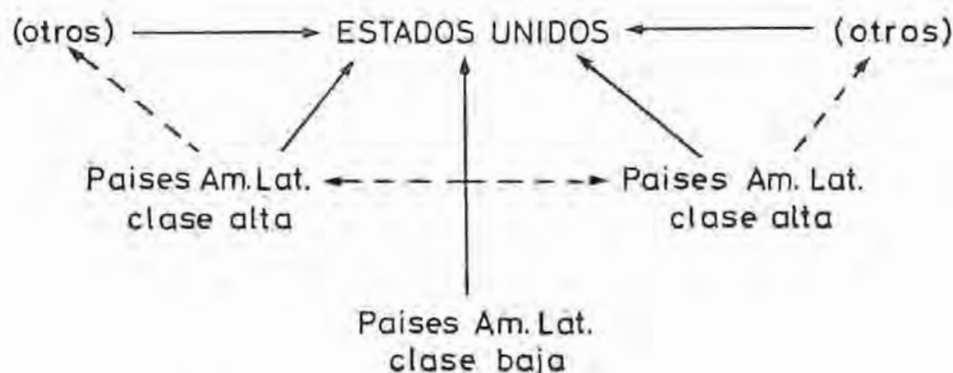 (otros) ESTADOS UNIDOS (otros)
Paises Am. Lat. Paises Am. Lat.
clase alta clase alta
Paises Am. Lat.
clase baja